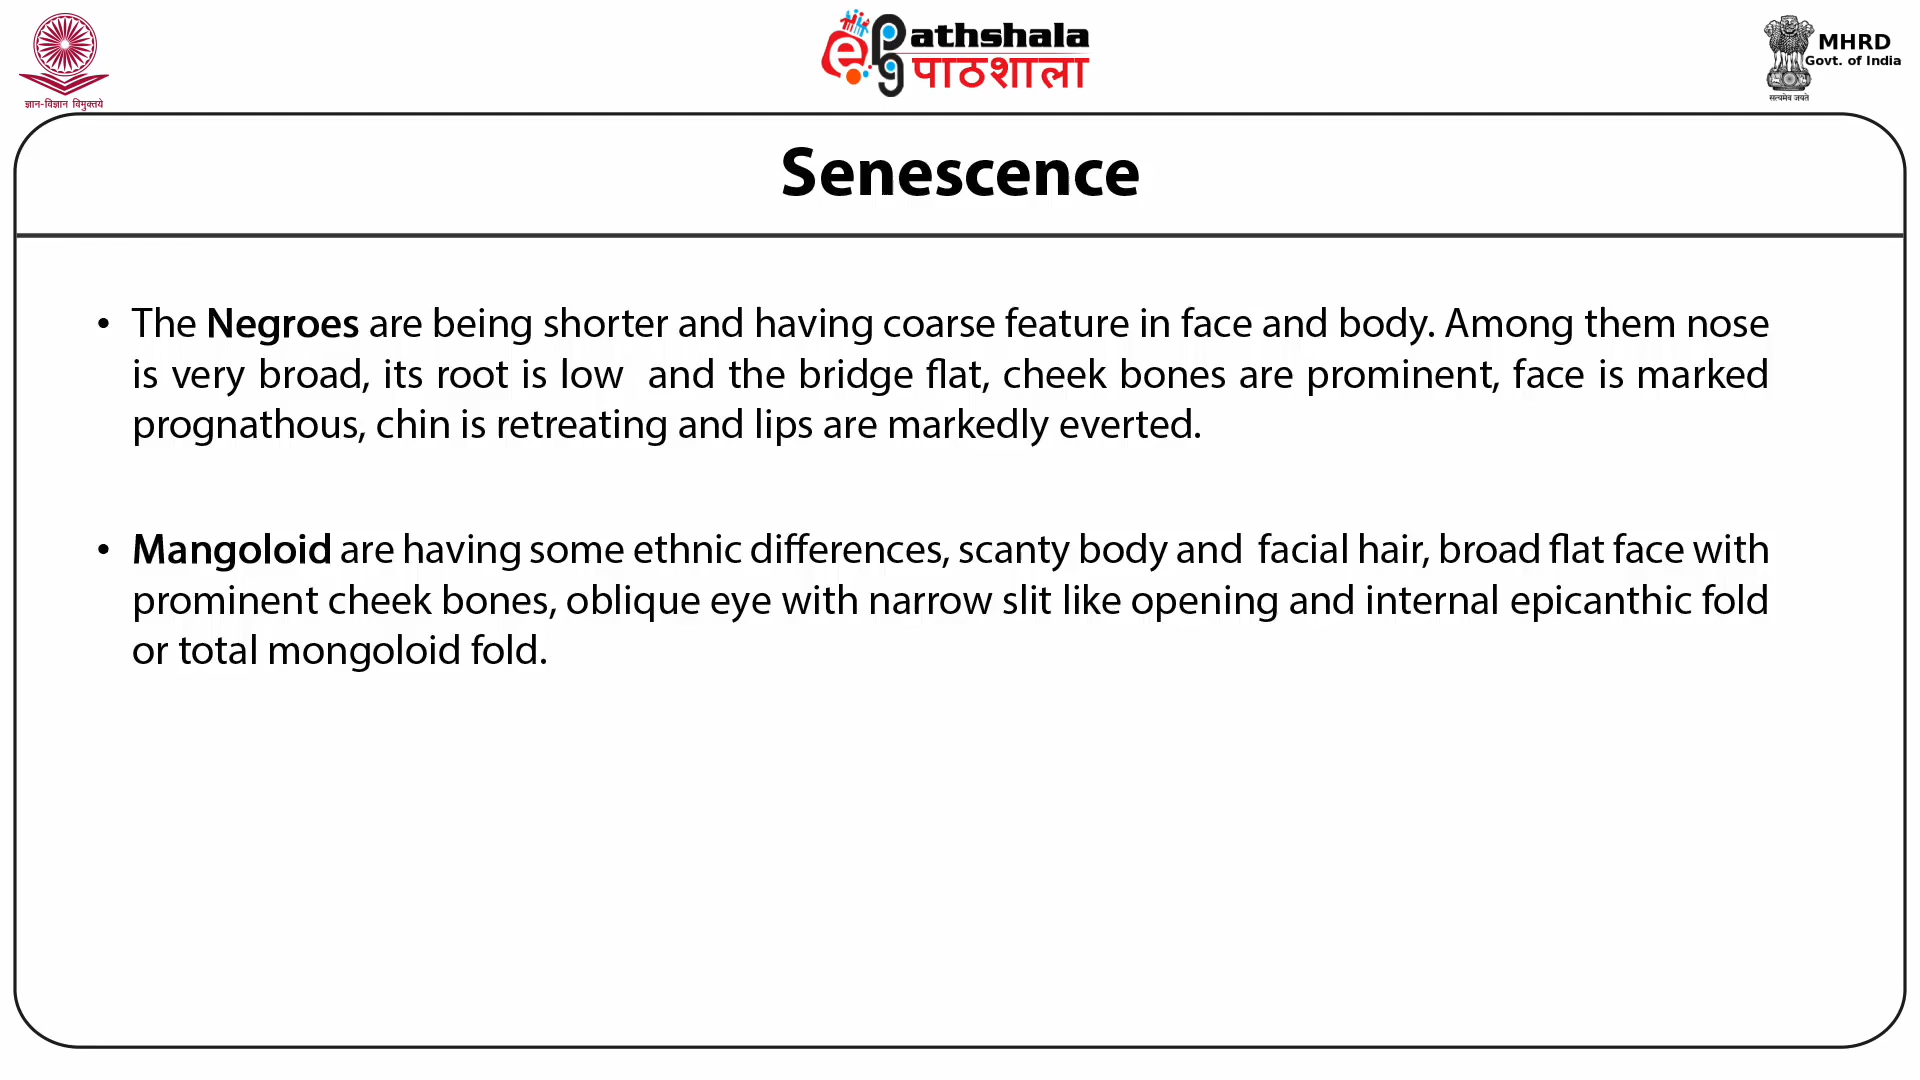 ज्ञान-विज्ञान विमुक्तये
ePG Pathshala
पाठशाला
MHRD
Govt. of India
सत्यमेव जयते
Senescence
• The Negroes are being shorter and having coarse feature in face and body. Among them nose
is very broad, its root is low and the bridge flat, cheek bones are prominent, face is marked
prognathous, chin is retreating and lips are markedly everted.
• Mangoloid are having some ethnic differences, scanty body and facial hair, broad flat face with
prominent cheek bones, oblique eye with narrow slit like opening and internal epicanthic fold
or total mongoloid fold.